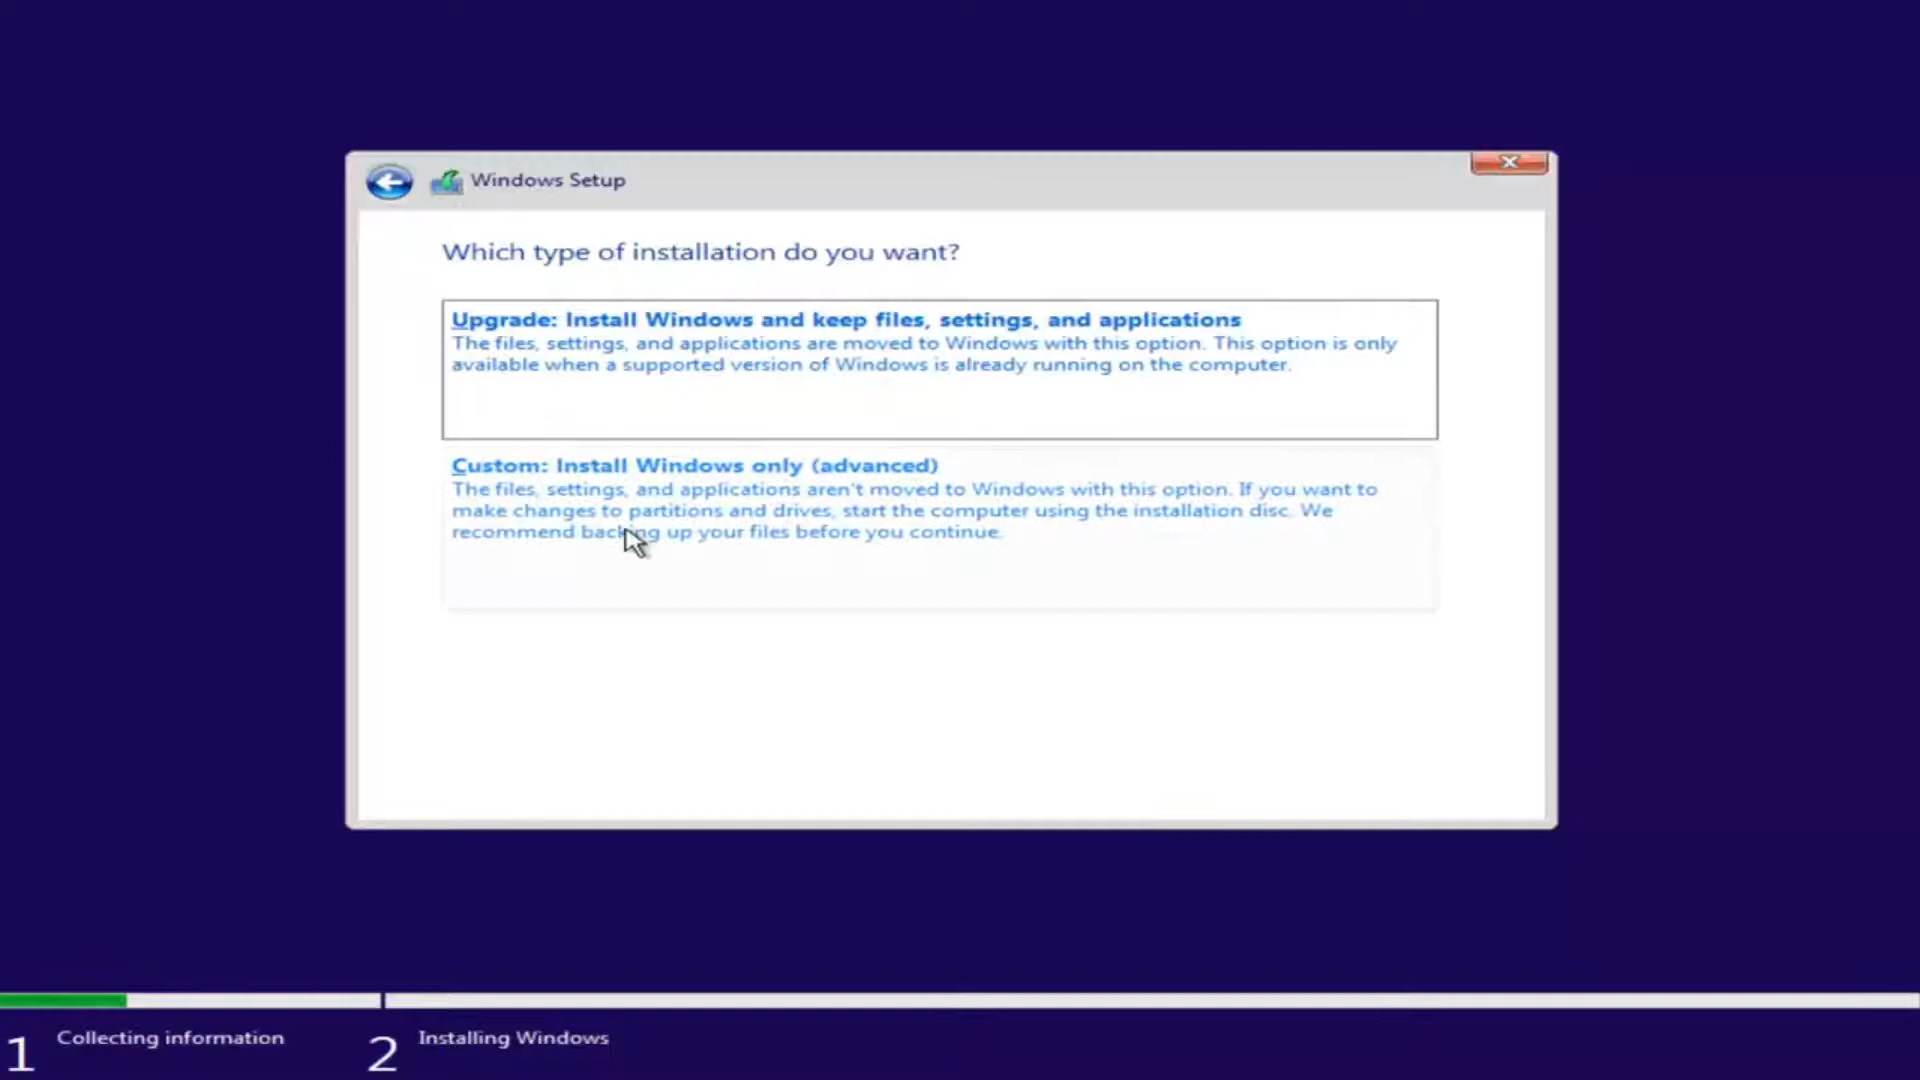 Windows Setup
Which type of installation do you want?
Upgrade: Install Windows and keep files, settings, and applications
The files, settings, and applications are moved to Windows with this option. This option is only
available when a supported version of Windows is already running on the computer.
Custom: Install Windows only (advanced)
The files, settings, and applications aren't moved to Windows with this option. If you want to
make changes to partitions and drives, start the computer using the installation disc. We
recommend backing up your files before you continue.
1 Collecting information
2 Installing Windows